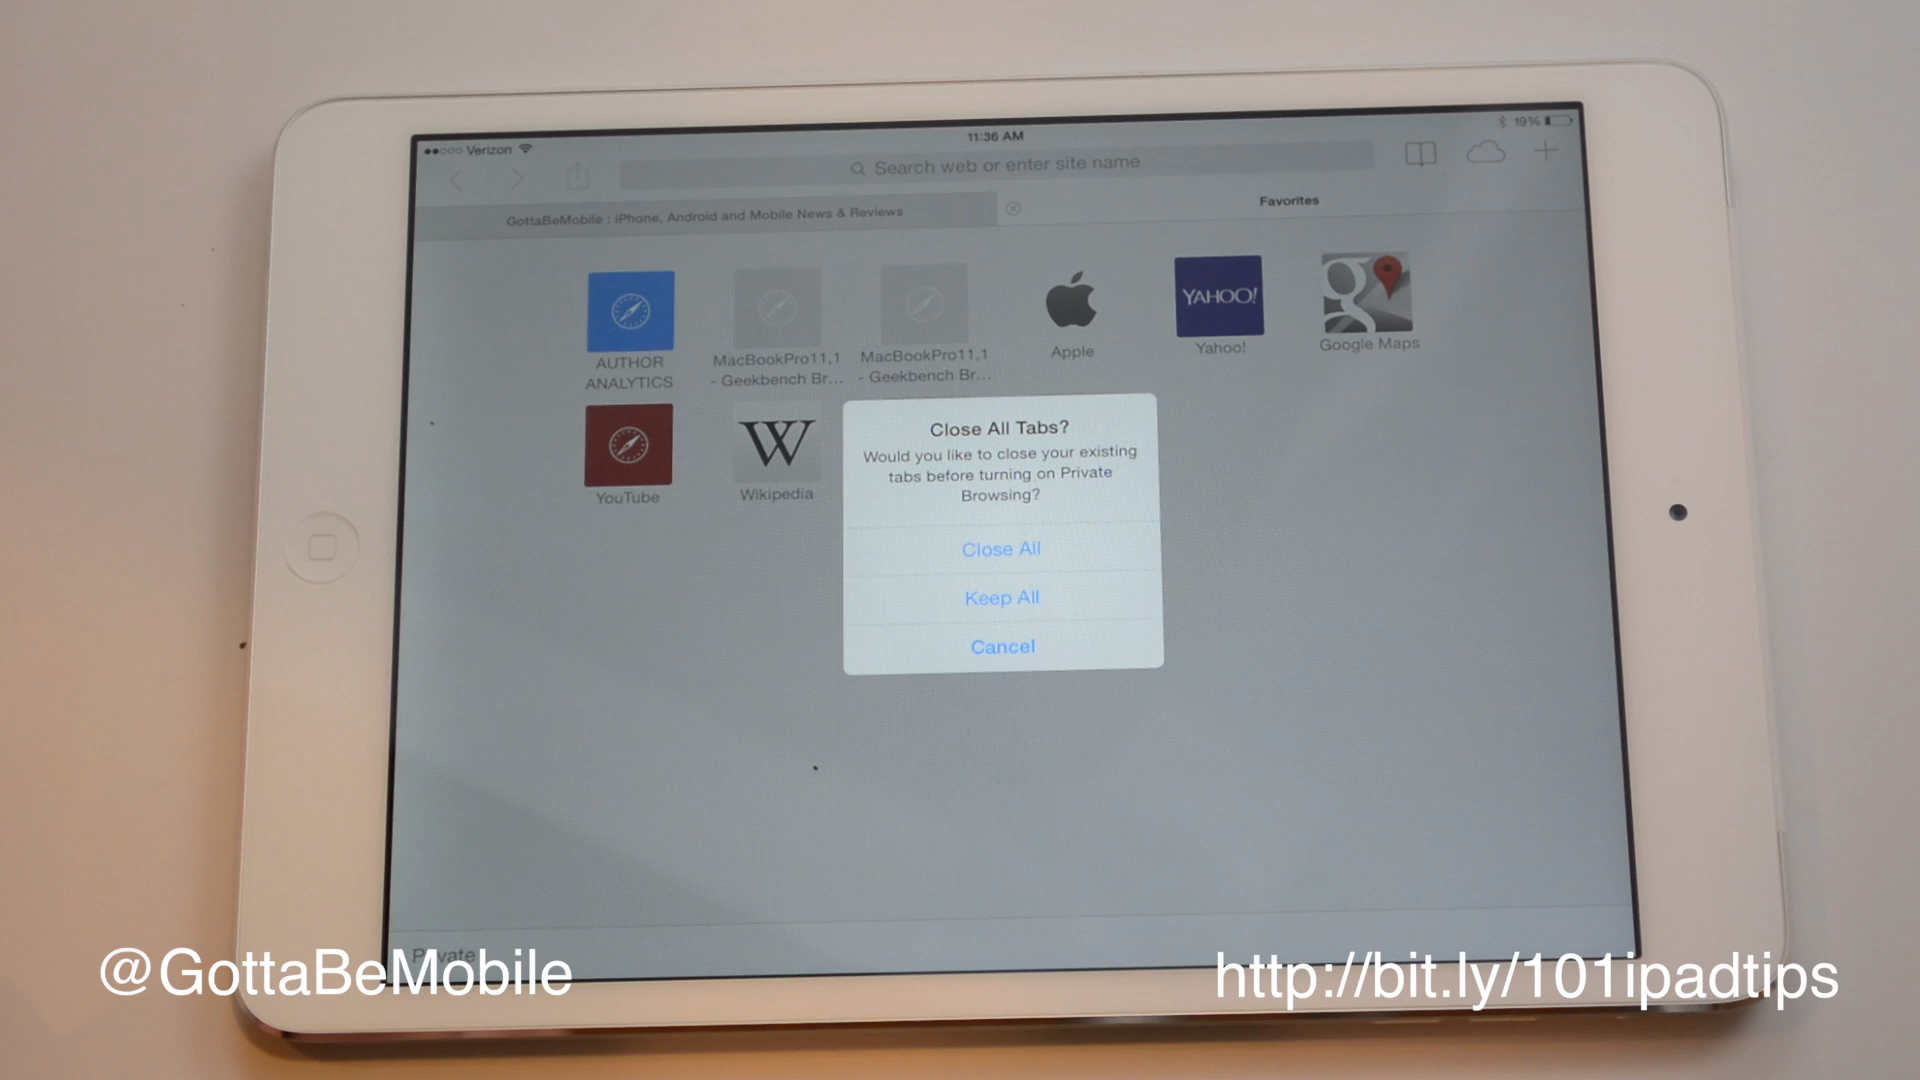 Verizon
11:36 AM
19%
Search web or enter site name
GottaBeMobile : iPhone, Android and Mobile News & Reviews
Favorites
AUTHOR
ANALYTICS
MacBookPro11,1
- Geekbench Br...
MacBookPro11,1
- Geekbench Br...
Apple
YAHOO!
Yahoo!
g
Google Maps
YouTube
W
Wikipedia
Close All Tabs?
Would you like to close your existing
tabs before turning on Private
Browsing?
Close All
Keep All
Cancel
Private
@GottaBeMobile
http://bit.ly/101ipadtips